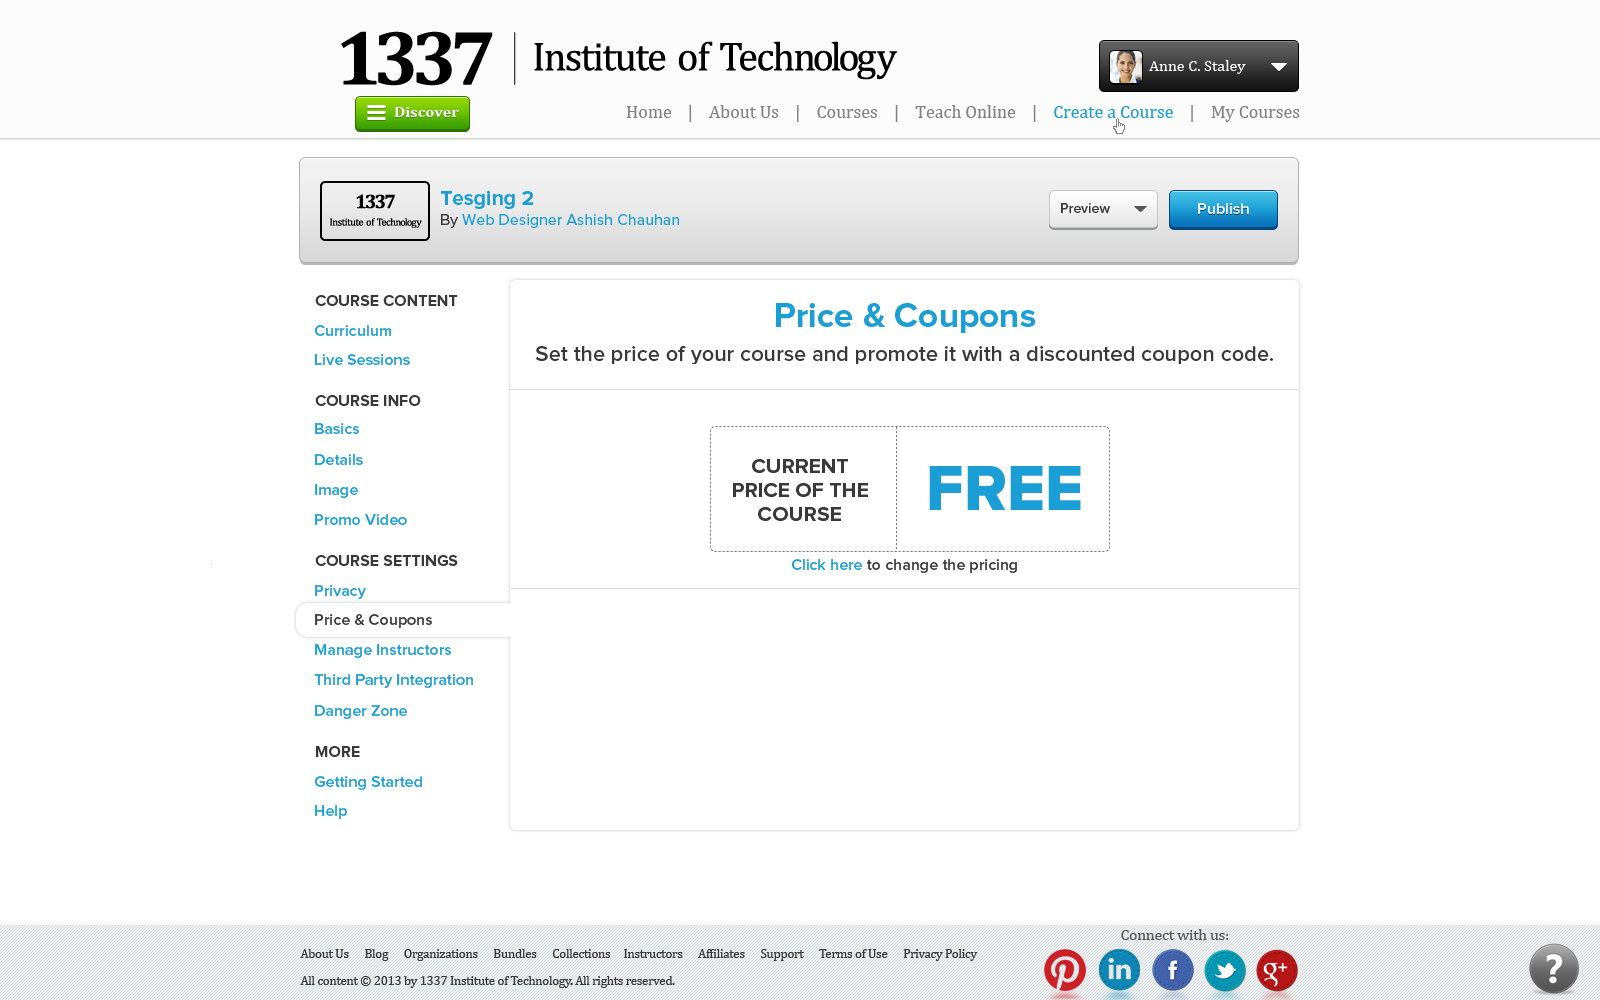 1337 | Institute of Technology
Anne C. Staley
Discover
Home | About Us | Courses | Teach Online | Create a Course | My Courses
1337
Institute of Technology
Tesging 2
By Web Designer Ashish Chauhan
Preview
Publish
COURSE CONTENT
Curriculum
Live Sessions
COURSE INFO
Basics
Details
Image
Promo Video
COURSE SETTINGS
Privacy
Price & Coupons
Manage Instructors
Third Party Integration
Danger Zone
MORE
Getting Started
Help
Price & Coupons
Set the price of your course and promote it with a discounted coupon code.
CURRENT
PRICE OF THE
COURSE
FREE
Click here to change the pricing
About Us Blog Organizations Bundles Collections Instructors Affiliates Support Terms of Use Privacy Policy
All content © 2013 by 1337 Institute of Technology. All rights reserved.
Connect with us:
in
f
g+
?